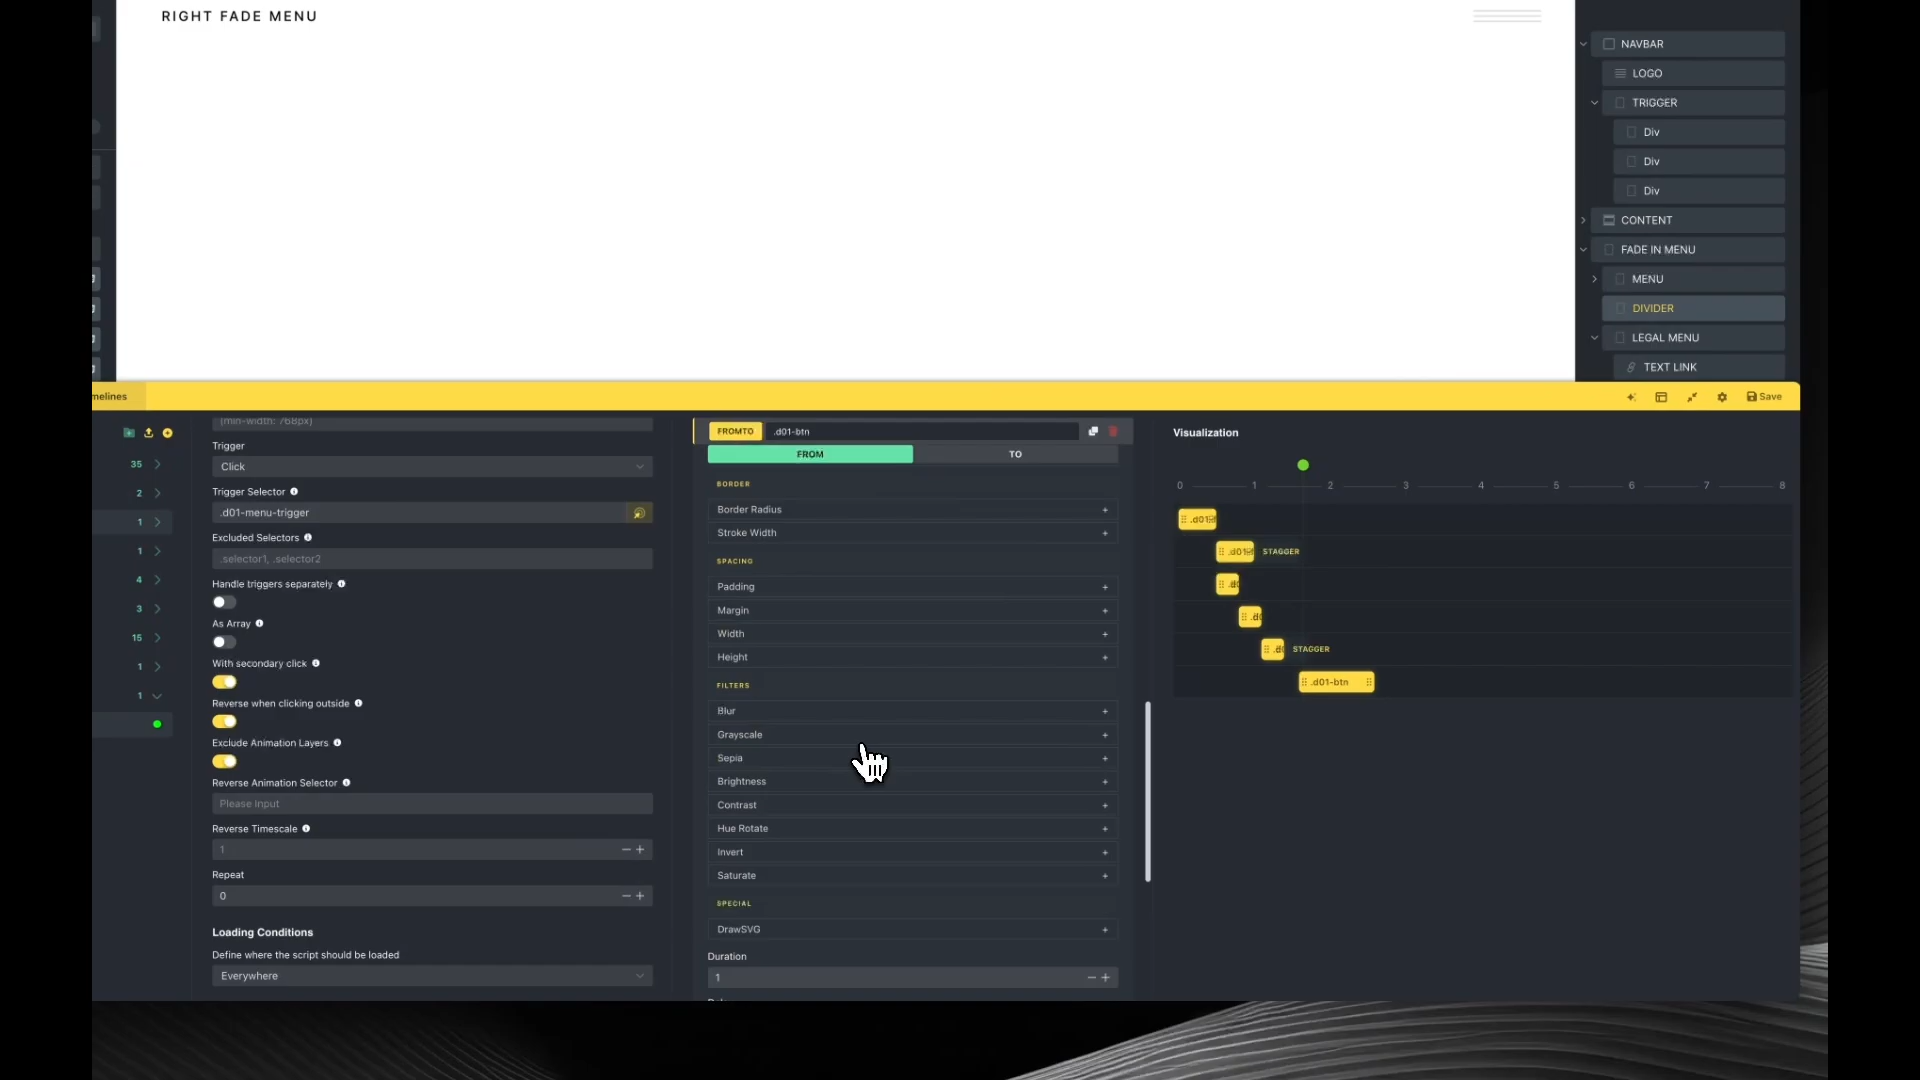 RIGHT FADE MENU
NAVBAR
LOGO
TRIGGER
Div
Div
Div
CONTENT
FADE IN MENU
MENU
DIVIDER
LEGAL MENU
TEXT LINK
melines
Save
35
2
1
1
4
3
15
1
1
(min-width: 768px)
Trigger
Click
Trigger Selector
.d01-menu-trigger
Excluded Selectors
.selector1, .selector2
Handle triggers separately
As Array
With secondary click
Reverse when clicking outside
Exclude Animation Layers
Reverse Animation Selector
Please Input
Reverse Timescale
1
Repeat
0
Loading Conditions
Define where the script should be loaded
Everywhere
FROMTO .d01-btn
FROM TO
BORDER
Border Radius +
Stroke Width +
SPACING
Padding +
Margin +
Width +
Height +
FILTERS
Blur +
Grayscale +
Sepia +
Brightness +
Contrast +
Hue Rotate +
Invert +
Saturate +
SPECIAL
DrawSVG +
Duration
1
Visualization
0 1 2 3 4 5 6 7 8
STAGGER
STAGGER
.d01-btn